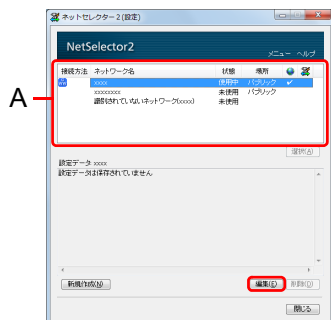 ネットセレクター2(設定)
NetSelector2
メニュー ヘルプ
接続方法 ネットワーク名 状態 場所
xxxx 使用中 パブリック ✓
xxxxxxxx 未使用 パブリック
識別されていないネットワーク(xxxx) 未使用
A
選択(A)
設定データ xxxx
設定データは保存されていません
新規作成(N) 編集(E) 削除(D)
閉じる